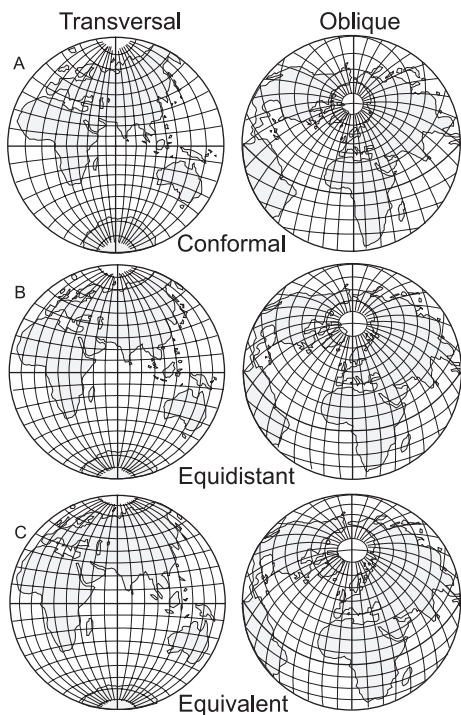 Transversal Oblique
A
Conformal
B
Equidistant
C
Equivalent